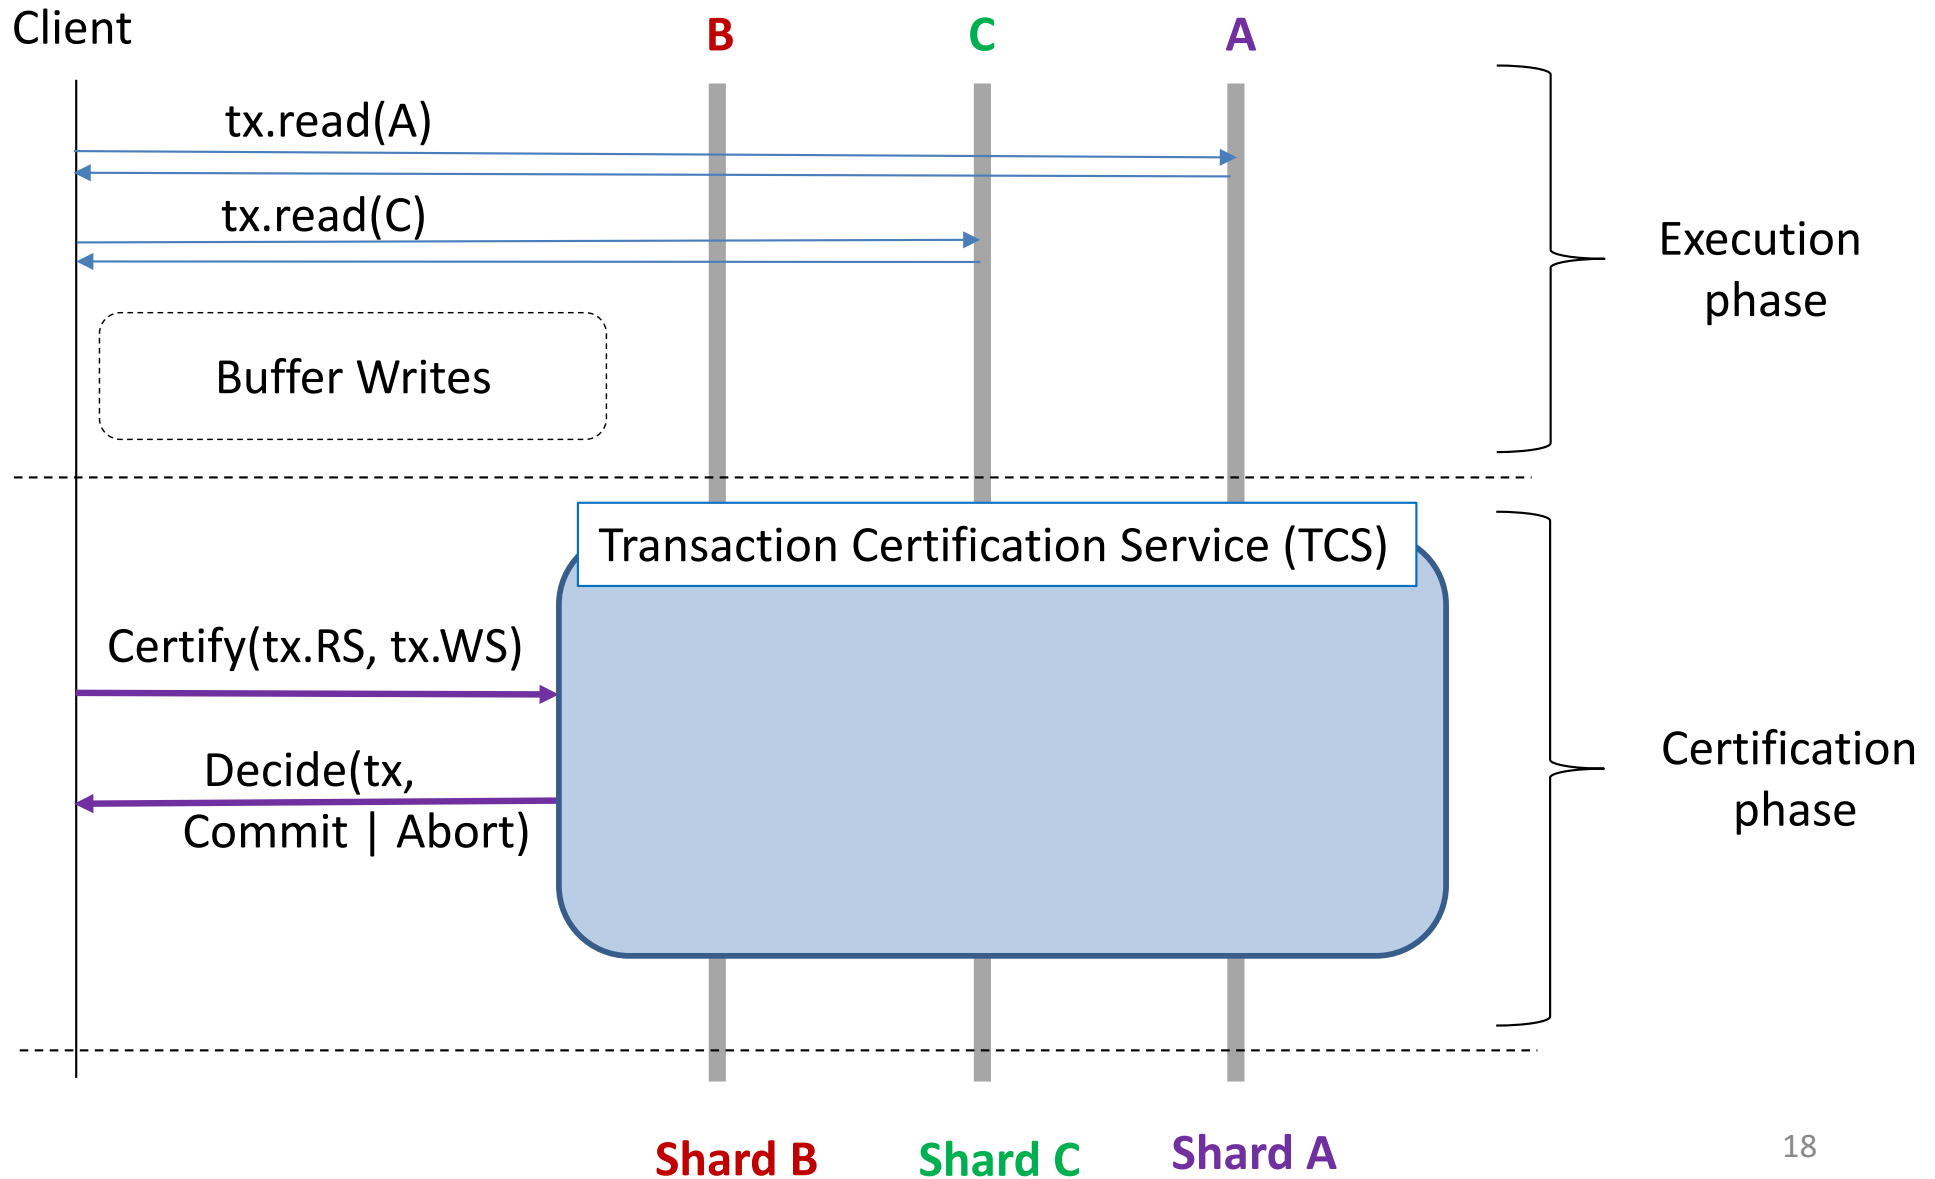 Client
B
C
A
tx.read(A)
tx.read(C)
Execution
phase
Buffer Writes
Transaction Certification Service (TCS)
Certify(tx.RS, tx.WS)
Decide(tx,
Commit | Abort)
Certification
phase
Shard B
Shard C
Shard A
18